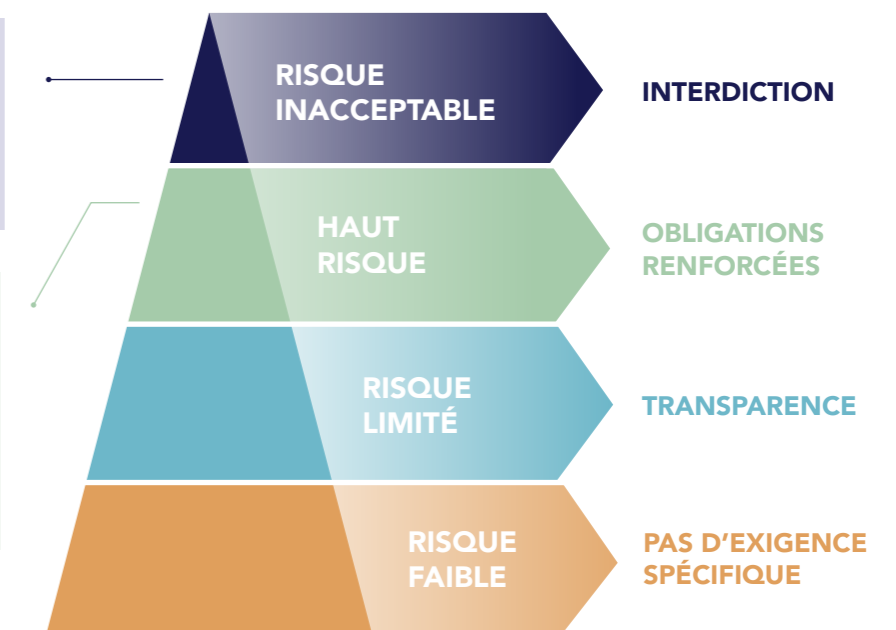 RISQUE
INACCEPTABLE
INTERDICTION
HAUT
RISQUE
OBLIGATIONS
RENFORCÉES
RISQUE
LIMITÉ
TRANSPARENCE
RISQUE
FAIBLE
PAS D'EXIGENCE
SPÉCIFIQUE